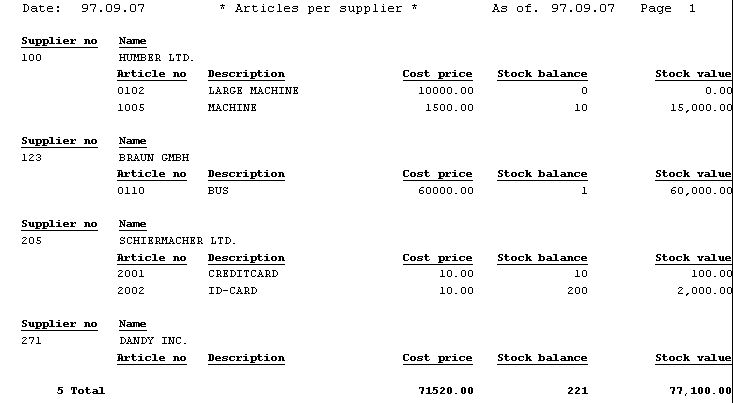 Date: 97.09.07 * Articles per supplier * As of. 97.09.07 Page 1
Supplier no Name
100 HUMBER LTD.
Article no Description Cost price Stock balance Stock value
0102 LARGE MACHINE 10000.00 0 0.00
1005 MACHINE 1500.00 10 15,000.00
Supplier no Name
123 BRAUN GMBH
Article no Description Cost price Stock balance Stock value
0110 BUS 60000.00 1 60,000.00
Supplier no Name
205 SCHIERMACHER LTD.
Article no Description Cost price Stock balance Stock value
2001 CREDITCARD 10.00 10 100.00
2002 ID-CARD 10.00 200 2,000.00
Supplier no Name
271 DANDY INC.
Article no Description Cost price Stock balance Stock value
5 Total 71520.00 221 77,100.00